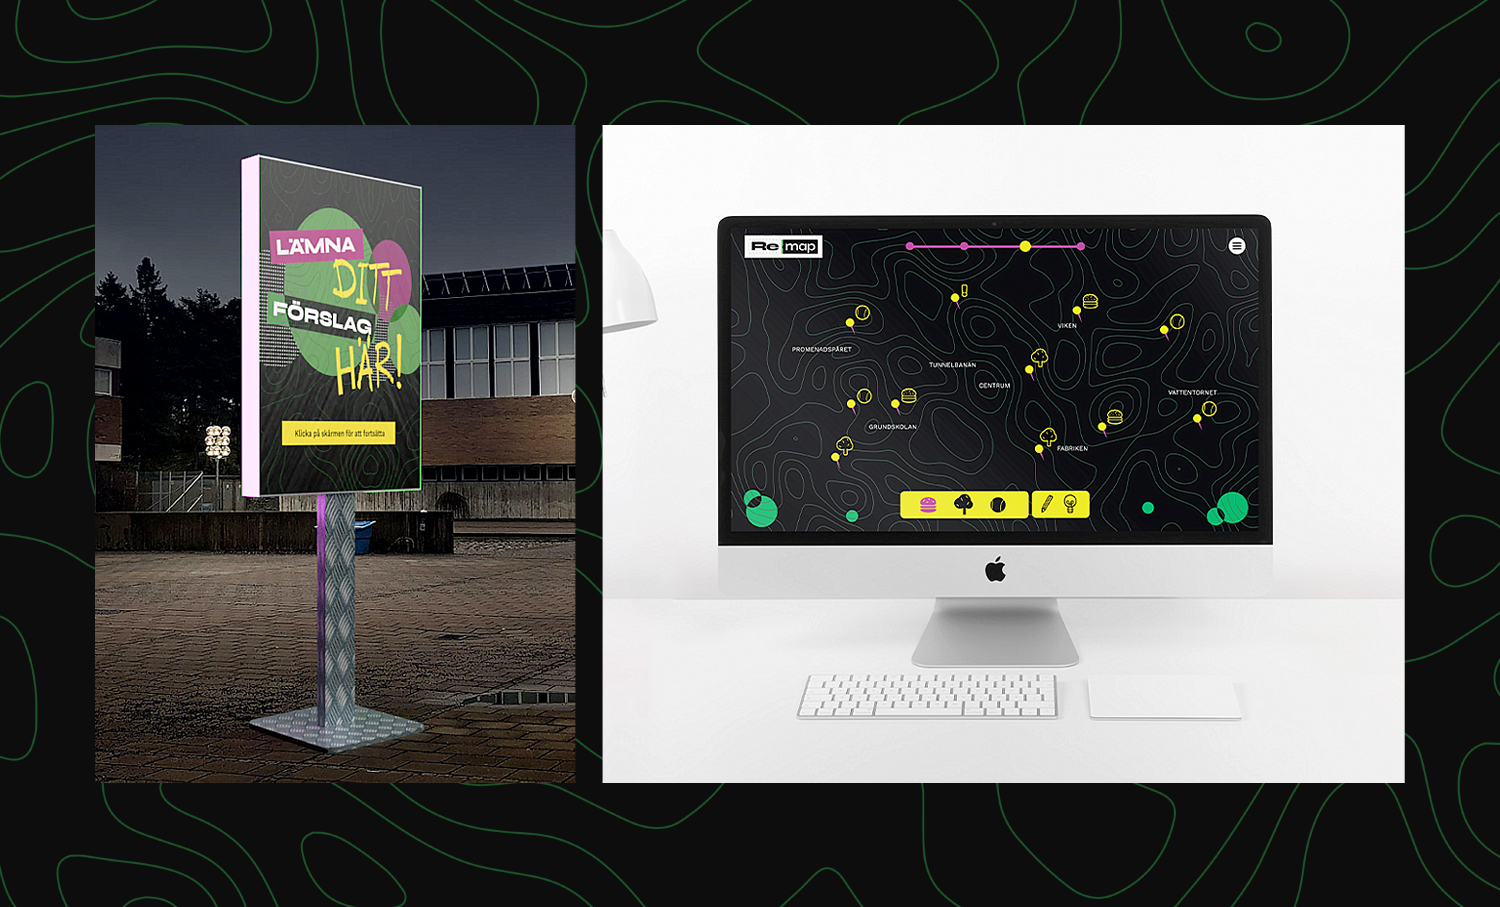 LÄMNA
DITT
FÖRSLAG
HÄR!
Klicka på skärmen för att fortsätta
Re map
VIKEN
PROMENADSPÅRET
TUNNELBANAN
CENTRUM
VATTENTORNET
GRUNDSKOLAN
FABRIKEN